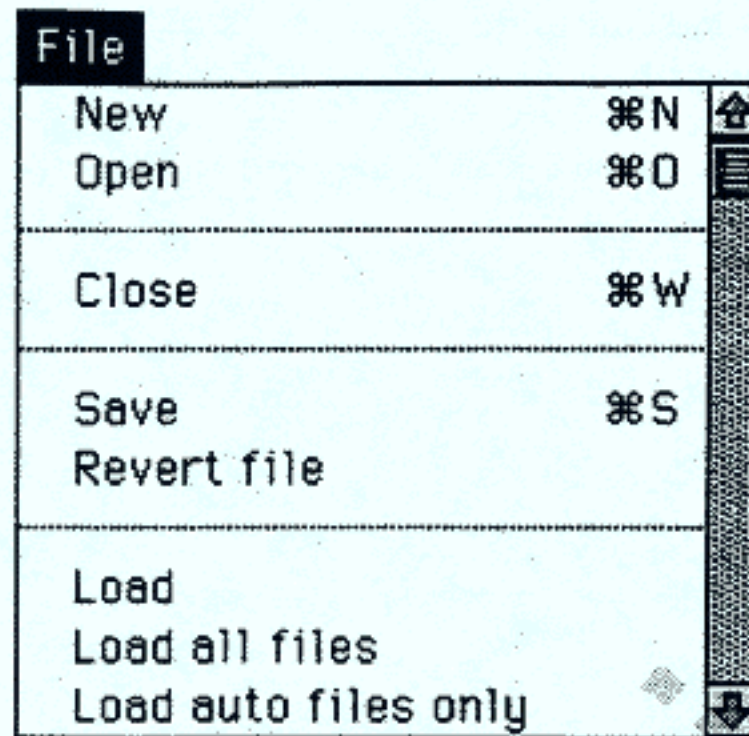 File
New ⌘N
Open ⌘O
Close ⌘W
Save ⌘S
Revert file
Load
Load all files
Load auto files only